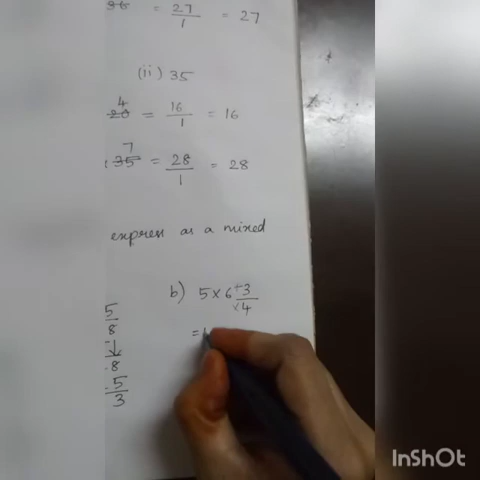 36 = 27/1 = 27
(ii) 35
4
20 = 16/1 = 16
7
35 = 28/1 = 28
express as a mixed
b) 5 × 6 + 3 / × 4
=
5/8
.8
.5/3
InShOt